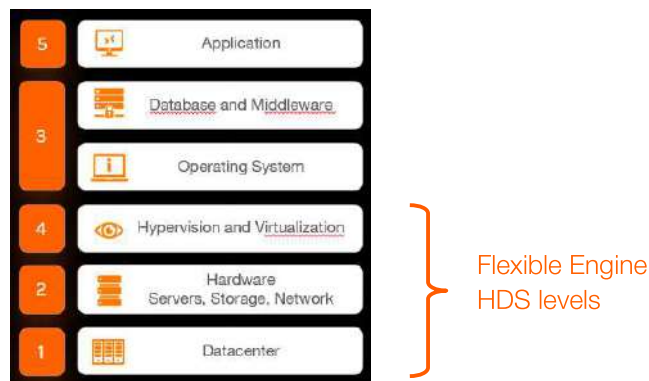 5 Application
3 Database and Middleware
Operating System
4 Hypervision and Virtualization
2 Hardware
Servers, Storage, Network
1 Datacenter
Flexible Engine
HDS levels